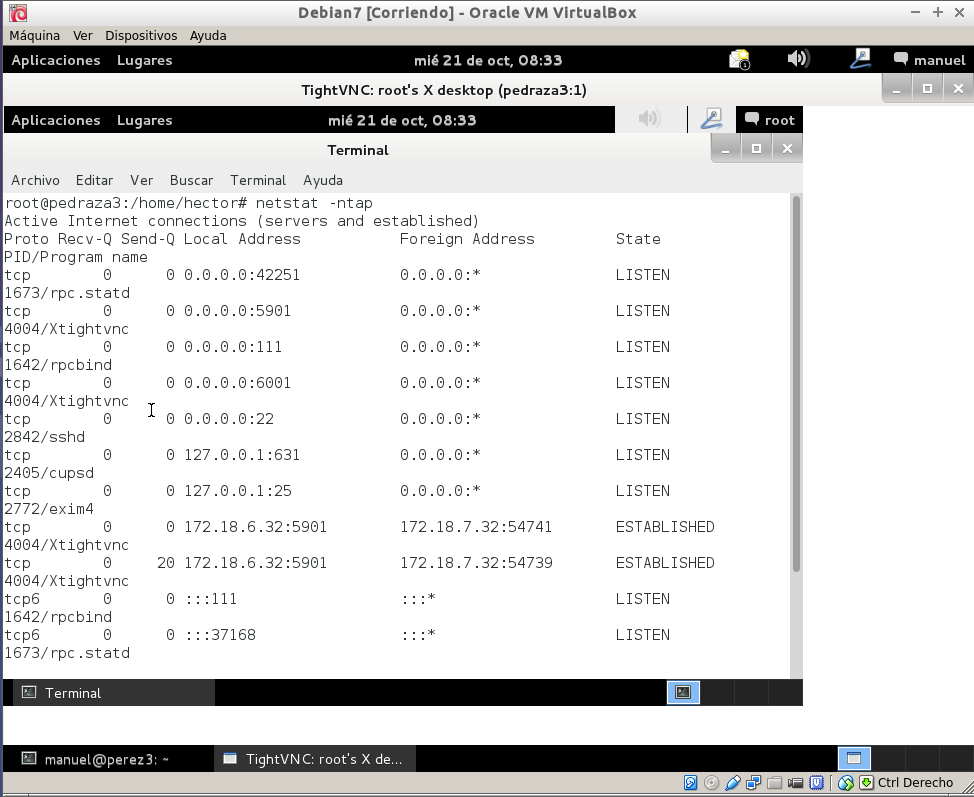 Debian7 [Corriendo] - Oracle VM VirtualBox
Máquina Ver Dispositivos Ayuda
Aplicaciones Lugares mié 21 de oct, 08:33 1 manuel
TightVNC: root's X desktop (pedraza3:1)
Aplicaciones Lugares mié 21 de oct, 08:33 root
Terminal
Archivo Editar Ver Buscar Terminal Ayuda
root@pedraza3:/home/hector# netstat -ntap
Active Internet connections (servers and established)
Proto Recv-Q Send-Q Local Address Foreign Address State
PID/Program name
tcp 0 0 0.0.0.0:42251 0.0.0.0:* LISTEN
1673/rpc.statd
tcp 0 0 0.0.0.0:5901 0.0.0.0:* LISTEN
4004/Xtightvnc
tcp 0 0 0.0.0.0:111 0.0.0.0:* LISTEN
1642/rpcbind
tcp 0 0 0.0.0.0:6001 0.0.0.0:* LISTEN
4004/Xtightvnc
tcp 0 0 0.0.0.0:22 0.0.0.0:* LISTEN
2842/sshd
tcp 0 0 127.0.0.1:631 0.0.0.0:* LISTEN
2405/cupsd
tcp 0 0 127.0.0.1:25 0.0.0.0:* LISTEN
2772/exim4
tcp 0 0 172.18.6.32:5901 172.18.7.32:54741 ESTABLISHED
4004/Xtightvnc
tcp 0 20 172.18.6.32:5901 172.18.7.32:54739 ESTABLISHED
4004/Xtightvnc
tcp6 0 0 :::111 :::* LISTEN
1642/rpcbind
tcp6 0 0 :::37168 :::* LISTEN
1673/rpc.statd
Terminal
manuel@perez3: ~ TightVNC: root's X de...
Ctrl Derecho